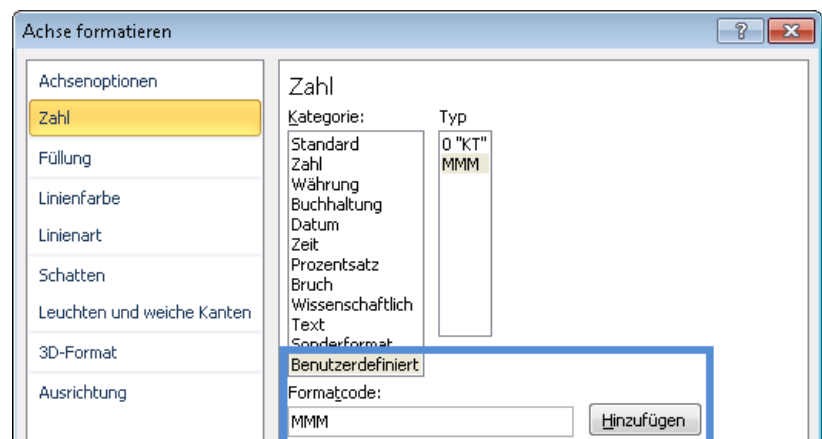 Achse formatieren
Achsenoptionen
Zahl
Füllung
Linienfarbe
Linienart
Schatten
Leuchten und weiche Kanten
3D-Format
Ausrichtung
Zahl
Kategorie:
Standard
Zahl
Währung
Buchhaltung
Datum
Zeit
Prozentsatz
Bruch
Wissenschaftlich
Text
Sonderformat
Benutzerdefiniert
Typ
0 "KT"
MMM
Formatcode:
MMM
Hinzufügen